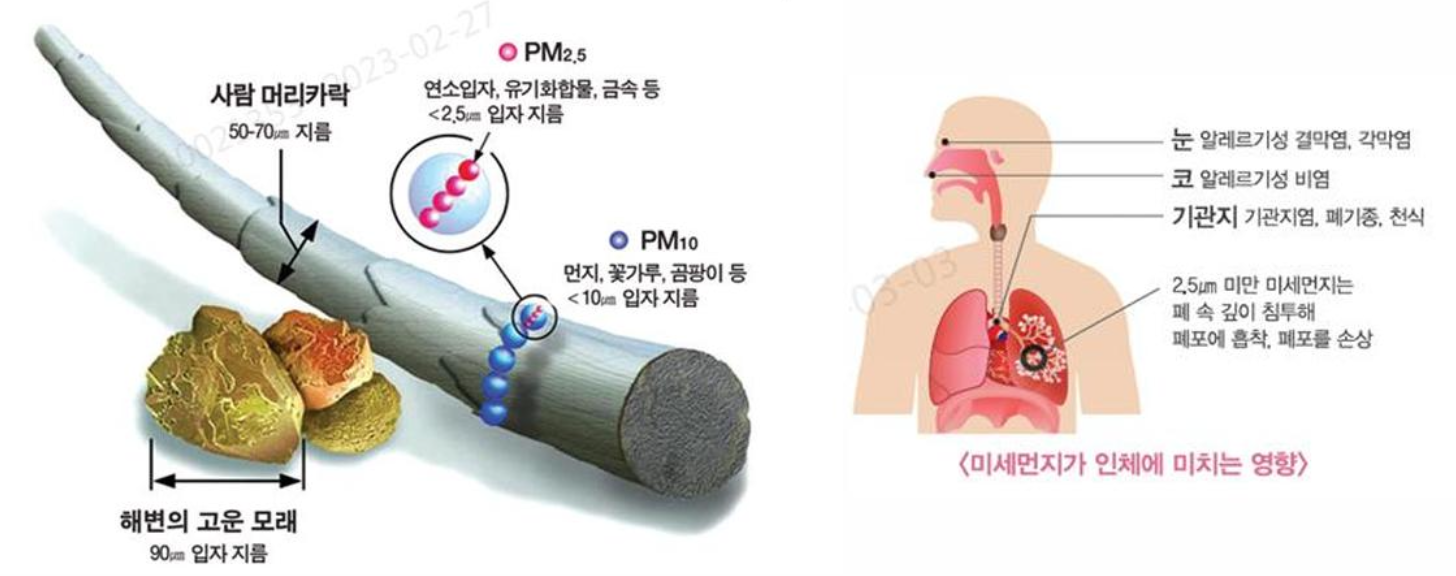 PM2.5
연소입자, 유기화합물, 금속 등
<2.5㎛ 입자 지름
사람 머리카락
50-70㎛ 지름
PM10
먼지, 꽃가루, 곰팡이 등
<10㎛ 입자 지름
해변의 고운 모래
90㎛ 입자 지름
눈 알레르기성 결막염, 각막염
코 알레르기성 비염
기관지 기관지염, 폐기종, 천식
2.5㎛ 미만 미세먼지는
폐 속 깊이 침투해
폐포에 흡착, 폐포를 손상
<미세먼지가 인체에 미치는 영향>
2023-02-27
03-03